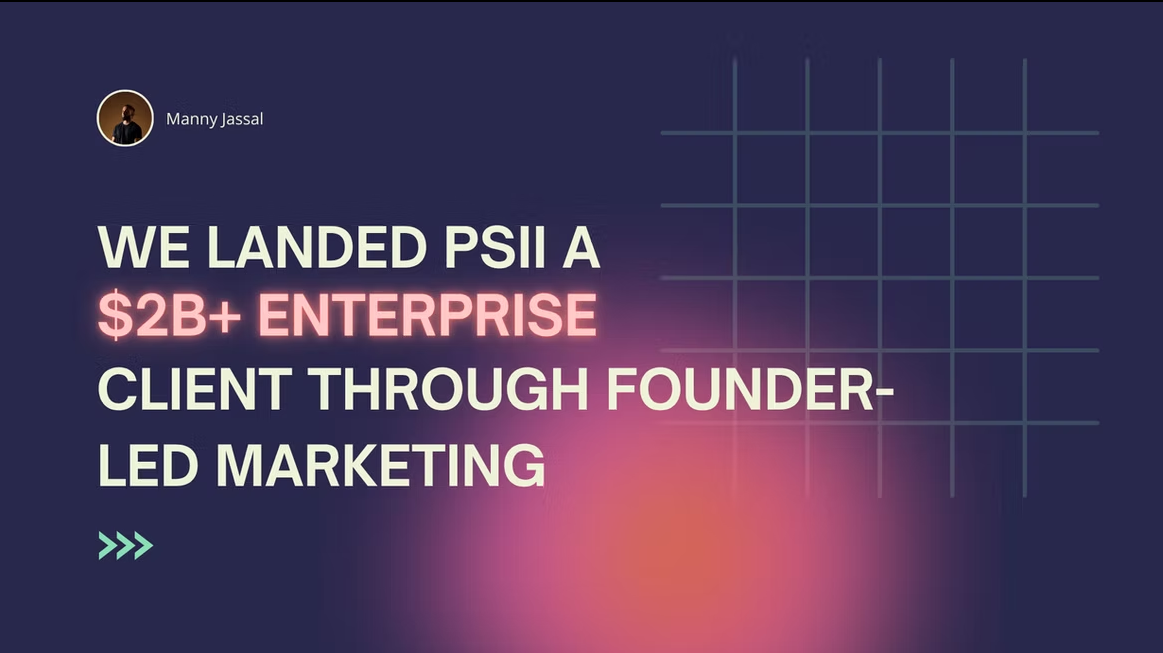 Manny Jassal
WE LANDED PSII A
$2B+ ENTERPRISE
CLIENT THROUGH FOUNDER-
LED MARKETING